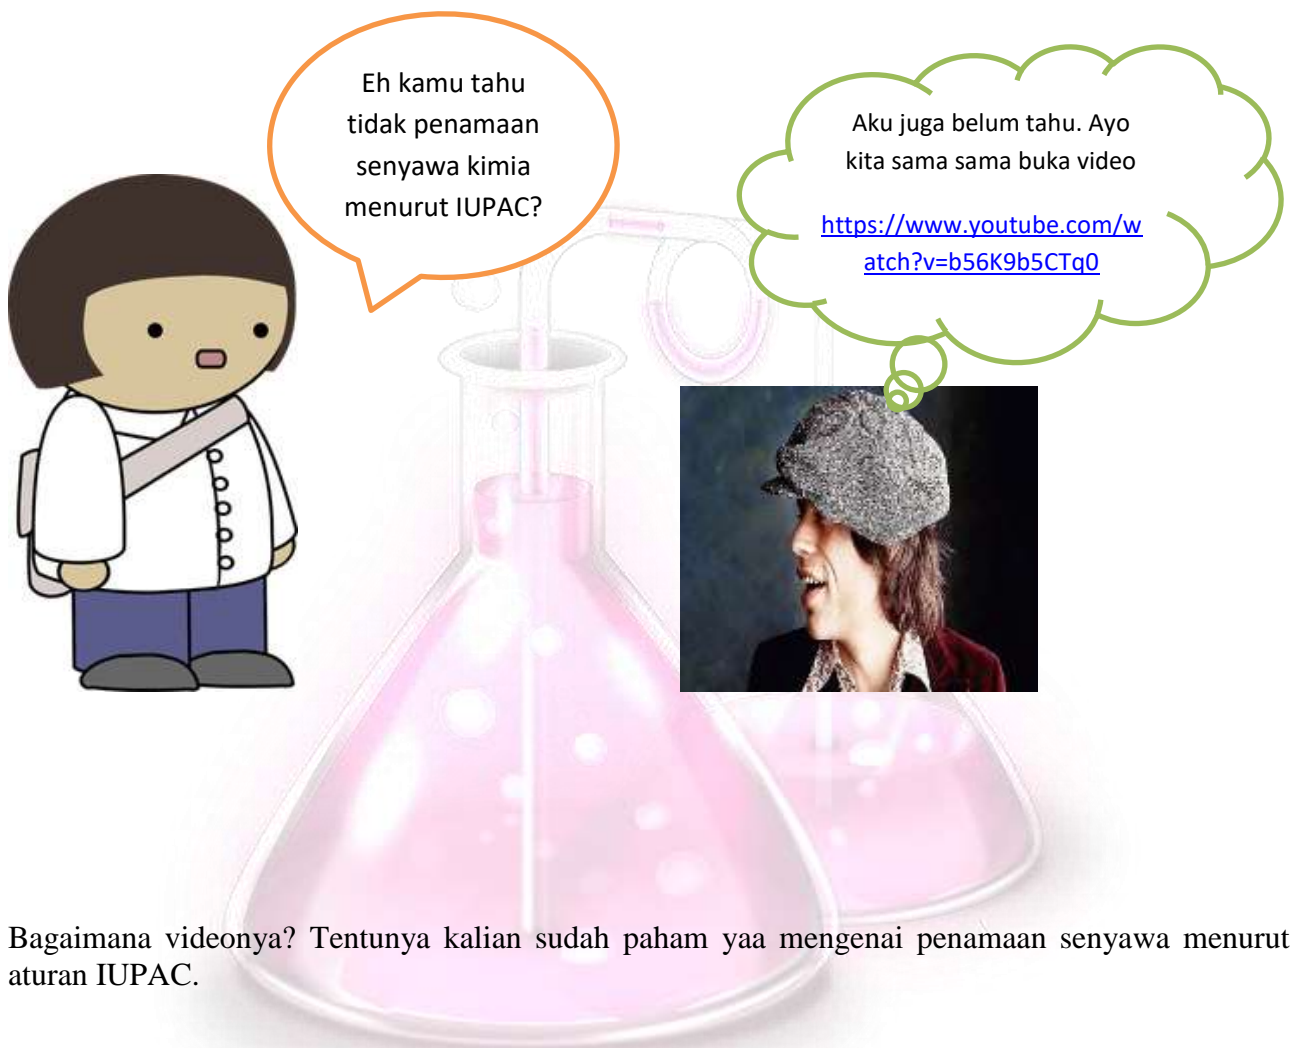 Eh kamu tahu
tidak penamaan
senyawa kimia
menurut IUPAC?
Aku juga belum tahu. Ayo
kita sama sama buka video
https://www.youtube.com/w
atch?v=b56K9b5CTq0
Bagaimana videonya? Tentunya kalian sudah paham yaa mengenai penamaan senyawa menurut
aturan IUPAC.